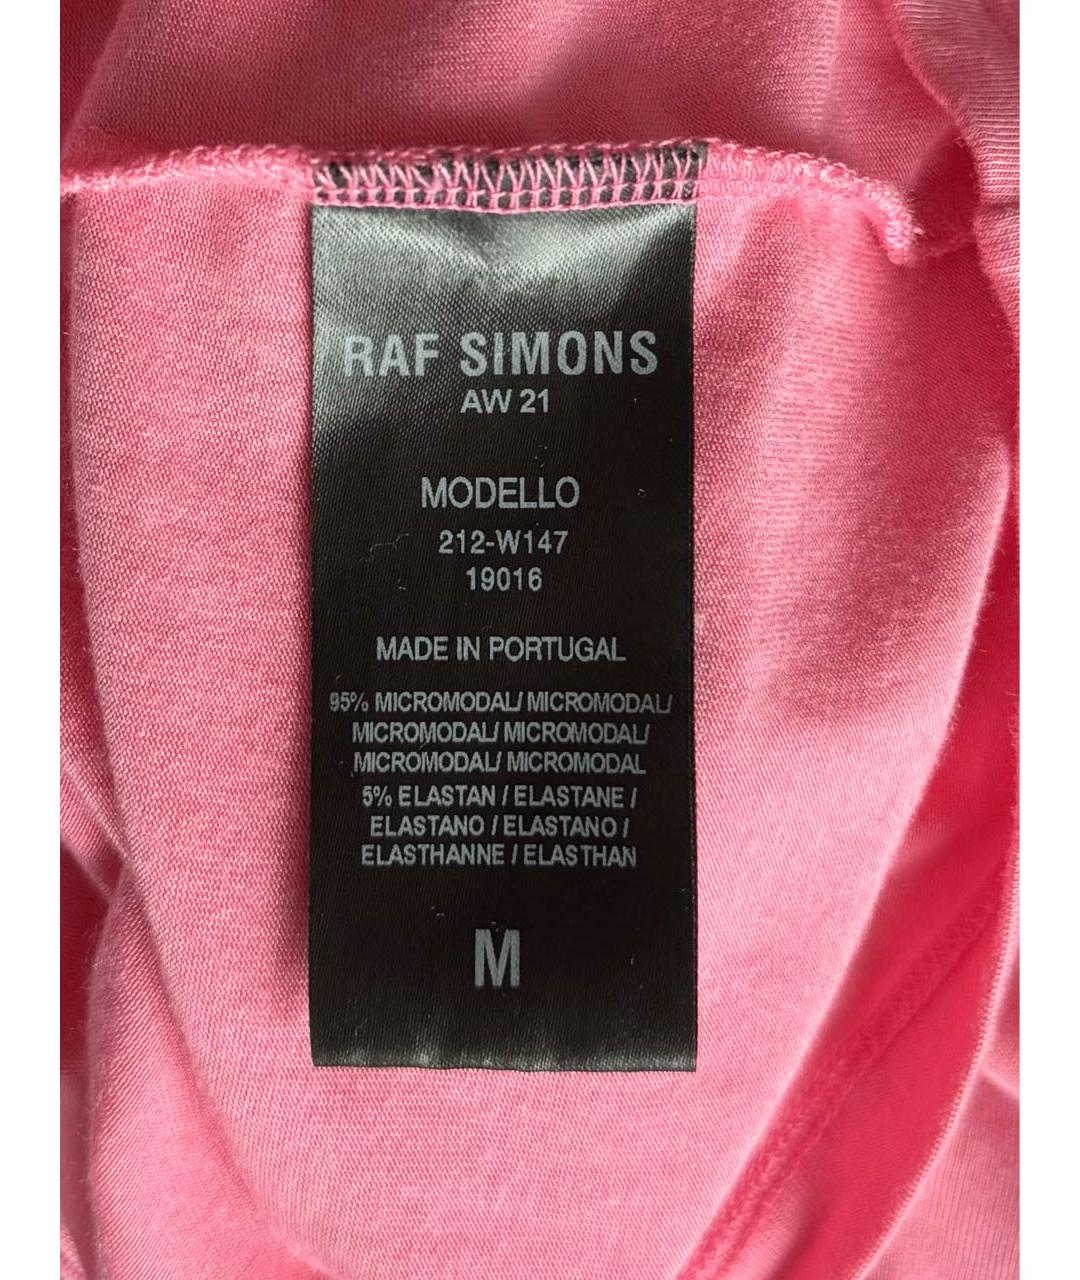 RAF SIMONS
AW 21
MODELLO
212-W147
19016
MADE IN PORTUGAL
95% MICROMODAL/ MICROMODAL/
MICROMODAL/ MICROMODAL/
MICROMODAL/ MICROMODAL
5% ELASTAN / ELASTANE /
ELASTANO / ELASTANO /
ELASTHANNE / ELASTHAN
M